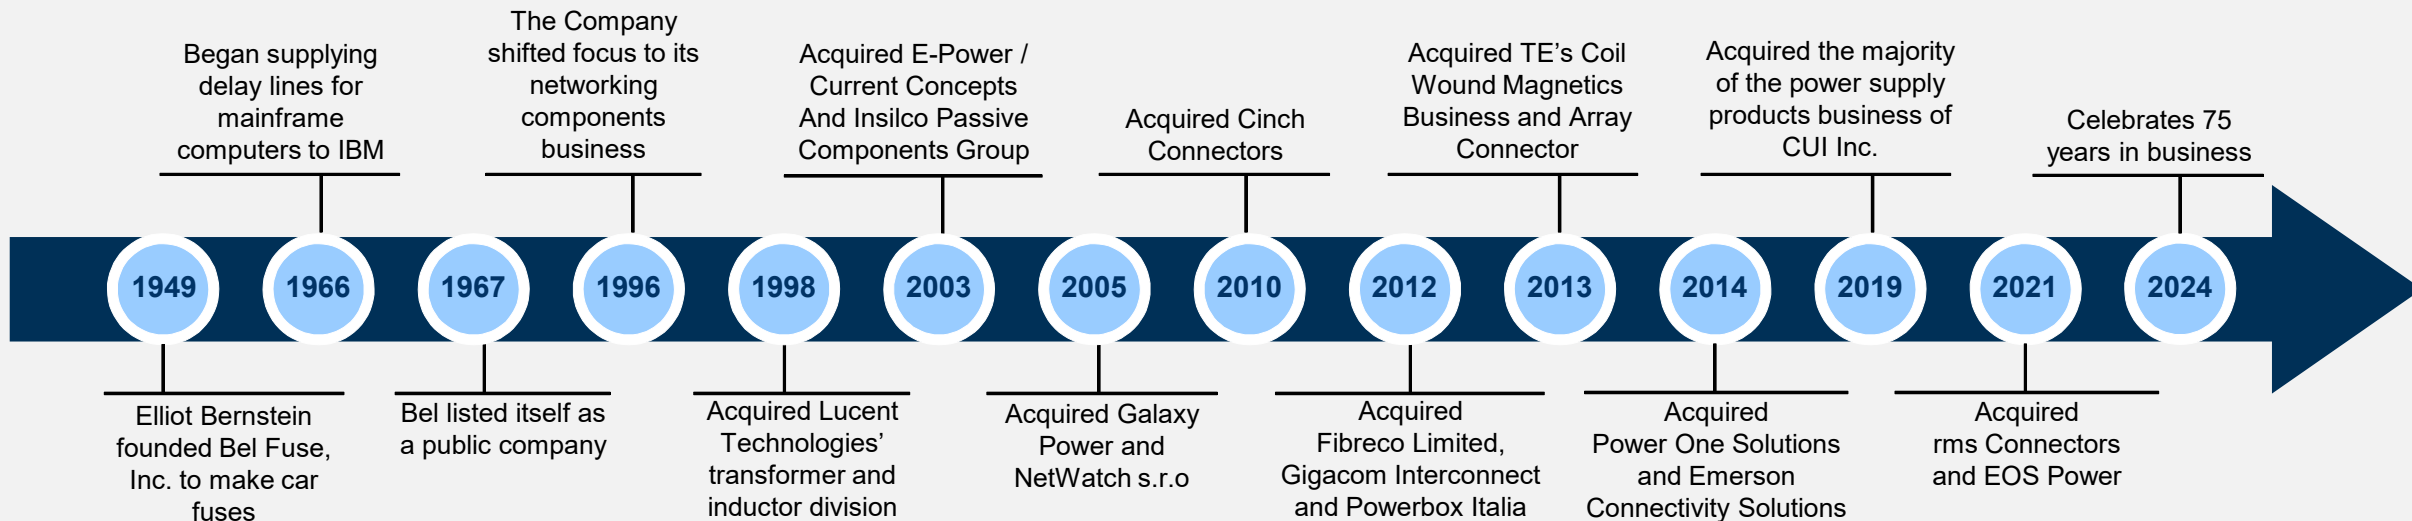 Began supplying
delay lines for
mainframe
computers to IBM
The Company
shifted focus to its
networking
components
business
Acquired E-Power /
Current Concepts
And Insilco Passive
Components Group
Acquired Cinch
Connectors
Acquired TE’s Coil
Wound Magnetics
Business and Array
Connector
Acquired the majority
of the power supply
products business of
CUI Inc.
Celebrates 75
years in business
1949
1966
1967
1996
1998
2003
2005
2010
2012
2013
2014
2019
2021
2024
Elliot Bernstein
founded Bel Fuse,
Inc. to make car
fuses
Bel listed itself as
a public company
Acquired Lucent
Technologies’
transformer and
inductor division
Acquired Galaxy
Power and
NetWatch s.r.o
Acquired
Fibreco Limited,
Gigacom Interconnect
and Powerbox Italia
Acquired
Power One Solutions
and Emerson
Connectivity Solutions
Acquired
rms Connectors
and EOS Power